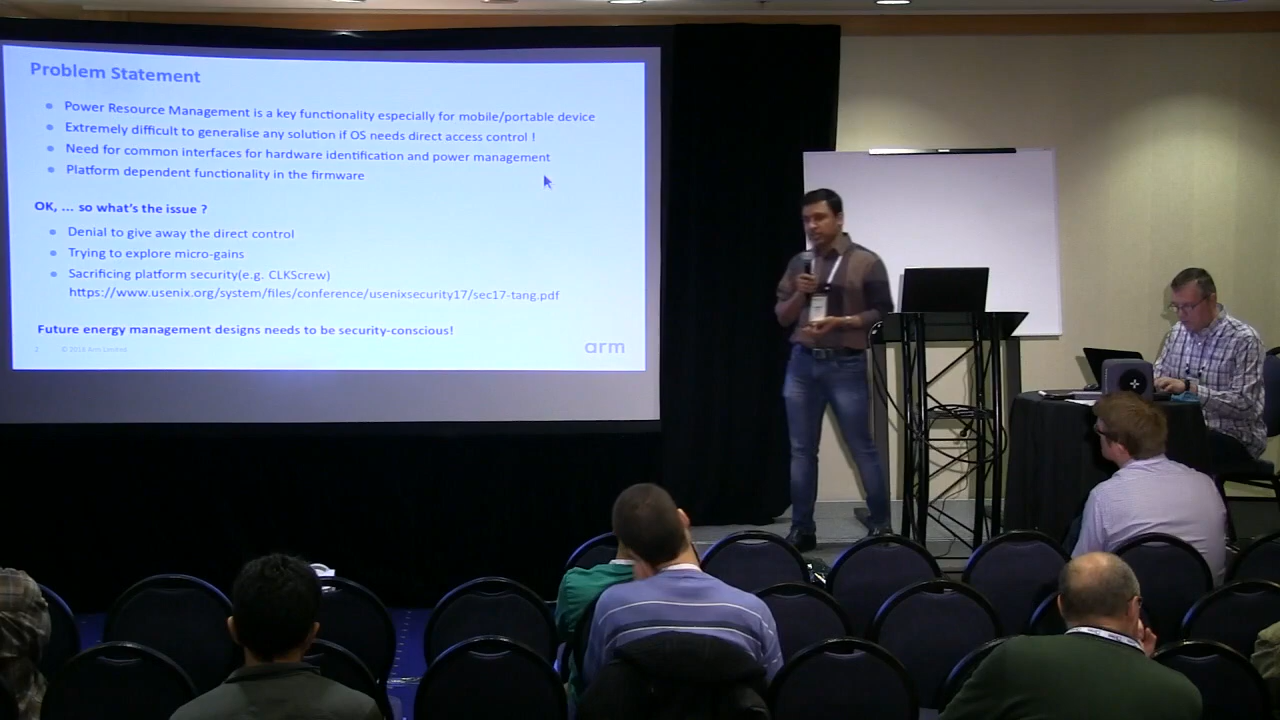 Problem Statement
Power Resource Management is a key functionality especially for mobile/portable device
Extremely difficult to generalise any solution if OS needs direct access control !
Need for common interfaces for hardware identification and power management
Platform dependent functionality in the firmware
OK, ... so what's the issue ?
Denial to give away the direct control
Trying to explore micro-gains
Sacrificing platform security(e.g. CLKScrew)
https://www.usenix.org/system/files/conference/usenixsecurity17/sec17-tang.pdf
Future energy management designs needs to be security-conscious!
2 © 2018 Arm Limited
arm